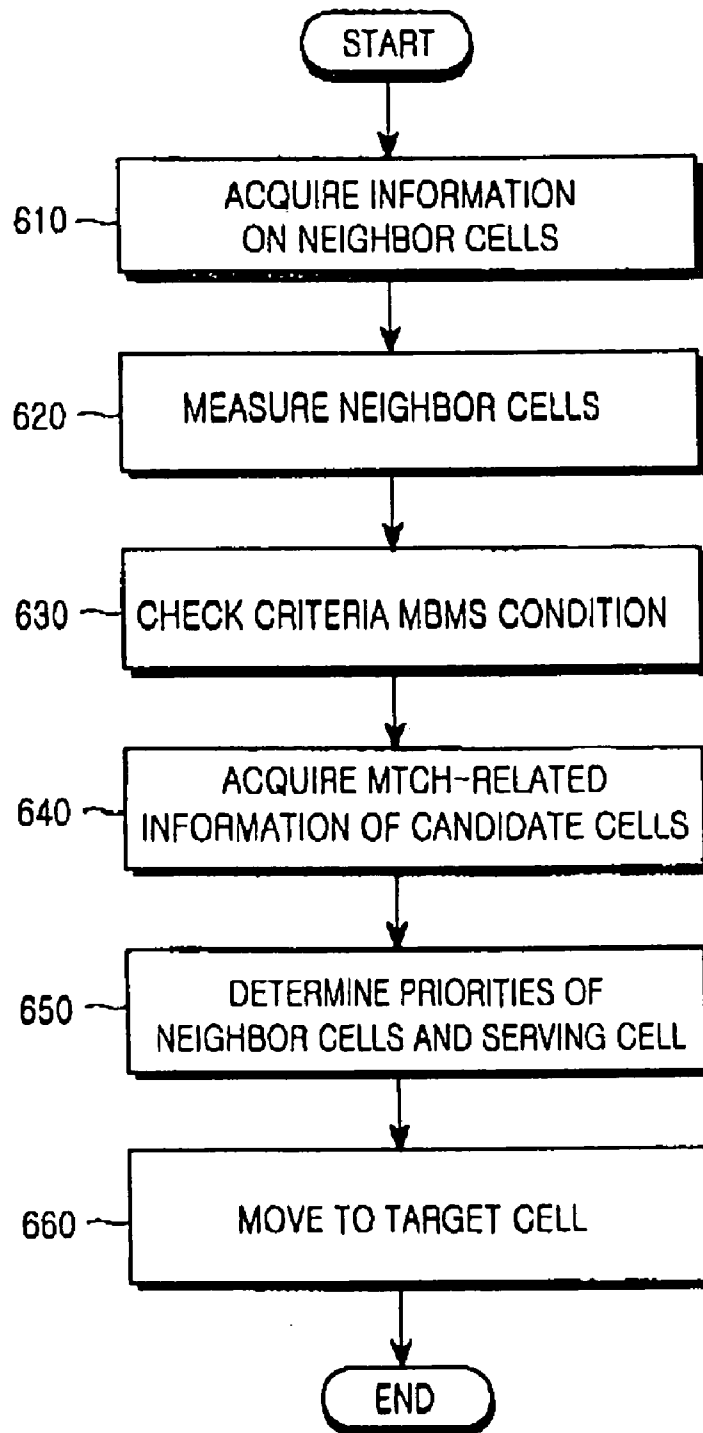 START
610
ACQUIRE INFORMATION
ON NEIGHBOR CELLS
620
MEASURE NEIGHBOR CELLS
630
CHECK CRITERIA MBMS CONDITION
640
ACQUIRE MTCH-RELATED
INFORMATION OF CANDIDATE CELLS
650
DETERMINE PRIORITIES OF
NEIGHBOR CELLS AND SERVING CELL
660
MOVE TO TARGET CELL
END